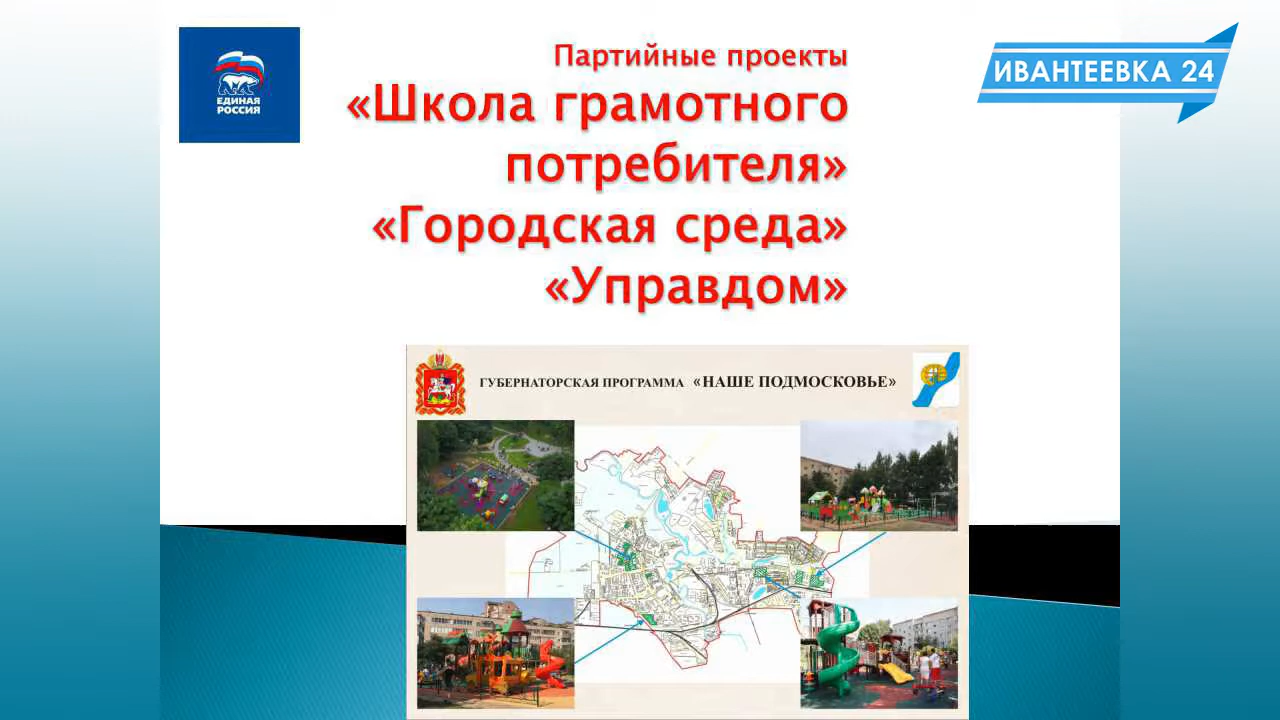 Партийные проекты
«Школа грамотного
потребителя»
«Городская среда»
«Управдом»
ЕДИНАЯ
РОССИЯ
ИВАНТЕЕВКА 24
ГУБЕРНАТОРСКАЯ ПРОГРАММА «НАШЕ ПОДМОСКОВЬЕ»